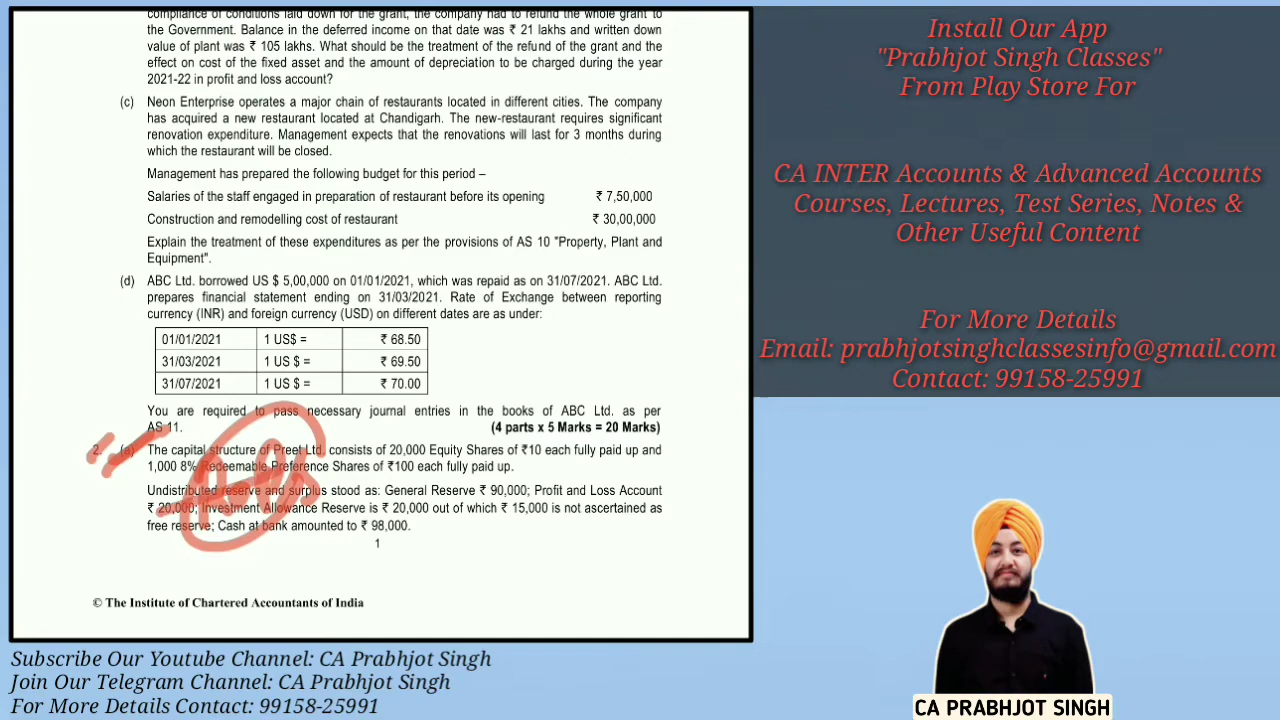 compliance of conditions laid down for the grant, the company had to refund the whole grant to
the Government. Balance in the deferred income on that date was ₹ 21 lakhs and written down
value of plant was ₹ 105 lakhs. What should be the treatment of the refund of the grant and the
effect on cost of the fixed asset and the amount of depreciation to be charged during the year
2021-22 in profit and loss account?
(c) Neon Enterprise operates a major chain of restaurants located in different cities. The company
has acquired a new restaurant located at Chandigarh. The new-restaurant requires significant
renovation expenditure. Management expects that the renovations will last for 3 months during
which the restaurant will be closed.
Management has prepared the following budget for this period –
Salaries of the staff engaged in preparation of restaurant before its opening ₹ 7,50,000
Construction and remodelling cost of restaurant ₹ 30,00,000
Explain the treatment of these expenditures as per the provisions of AS 10 "Property, Plant and
Equipment".
(d) ABC Ltd. borrowed US $ 5,00,000 on 01/01/2021, which was repaid as on 31/07/2021. ABC Ltd.
prepares financial statement ending on 31/03/2021. Rate of Exchange between reporting
currency (INR) and foreign currency (USD) on different dates are as under:
01/01/2021 1 US$ = ₹ 68.50
31/03/2021 1 US $ = ₹ 69.50
31/07/2021 1 US $ = ₹ 70.00
You are required to pass necessary journal entries in the books of ABC Ltd. as per
AS 11. (4 parts x 5 Marks = 20 Marks)
2. (a) The capital structure of Preet Ltd. consists of 20,000 Equity Shares of ₹10 each fully paid up and
1,000 8% Redeemable Preference Shares of ₹100 each fully paid up.
Undistributed reserve and surplus stood as: General Reserve ₹ 90,000; Profit and Loss Account
₹ 20,000; Investment Allowance Reserve is ₹ 20,000 out of which ₹ 15,000 is not ascertained as
free reserve; Cash at bank amounted to ₹ 98,000.
1
© The Institute of Chartered Accountants of India
Install Our App
"Prabhjot Singh Classes"
From Play Store For
CA INTER Accounts & Advanced Accounts
Courses, Lectures, Test Series, Notes &
Other Useful Content
For More Details
Email: prabhjotsinghclassesinfo@gmail.com
Contact: 99158-25991
Subscribe Our Youtube Channel: CA Prabhjot Singh
Join Our Telegram Channel: CA Prabhjot Singh
For More Details Contact: 99158-25991
CA PRABHJOT SINGH